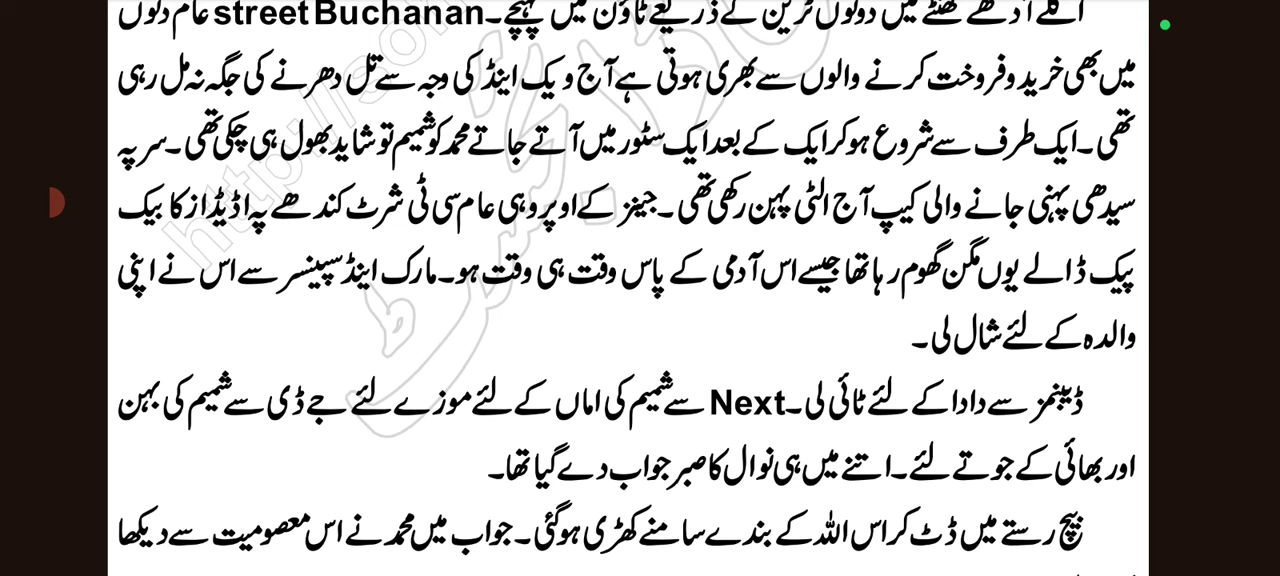 اگلے آدھے گھنٹے میں دونوں ٹرین کے ذریعے ٹاؤن میں پہنچے۔ street Buchanan عام دنوں
میں بھی خرید و فروخت کرنے والوں سے بھری ہوتی ہے آج ویک اینڈ کی وجہ سے تل دھرنے کی جگہ نہ مل رہی
تھی۔ ایک طرف سے شروع ہو کر ایک کے بعد ایک سٹور میں آتے جاتے محمد کو شمیم تو شاید بھول ہی چکی تھی۔ سر پہ
سیدھی پہنی جانے والی کیپ آج الٹی پہن رکھی تھی۔ جینز کے اوپر وہی عام سی ٹی شرٹ کندھے پہ اڈیڈاز کا بیک
پیک ڈالے یوں مگن گھوم رہا تھا جیسے اس آدمی کے پاس وقت ہی وقت ہو۔ مارک اینڈ سپینسر سے اس نے اپنی
والدہ کے لئے شال لی۔
ڈیبنمز سے دادا کے لئے ٹائی لی۔ Next سے شمیم کی اماں کے لئے موزے لئے جے ڈی سے شمیم کی بہن
اور بھائی کے جوتے لئے۔ اتنے میں ہی نوال کا صبر جواب دے گیا تھا۔
بیچ رستے میں ڈٹ کر اس اللہ کے بندے سامنے کھڑی ہوگئی۔ جواب میں محمد نے اس معصومیت سے دیکھا